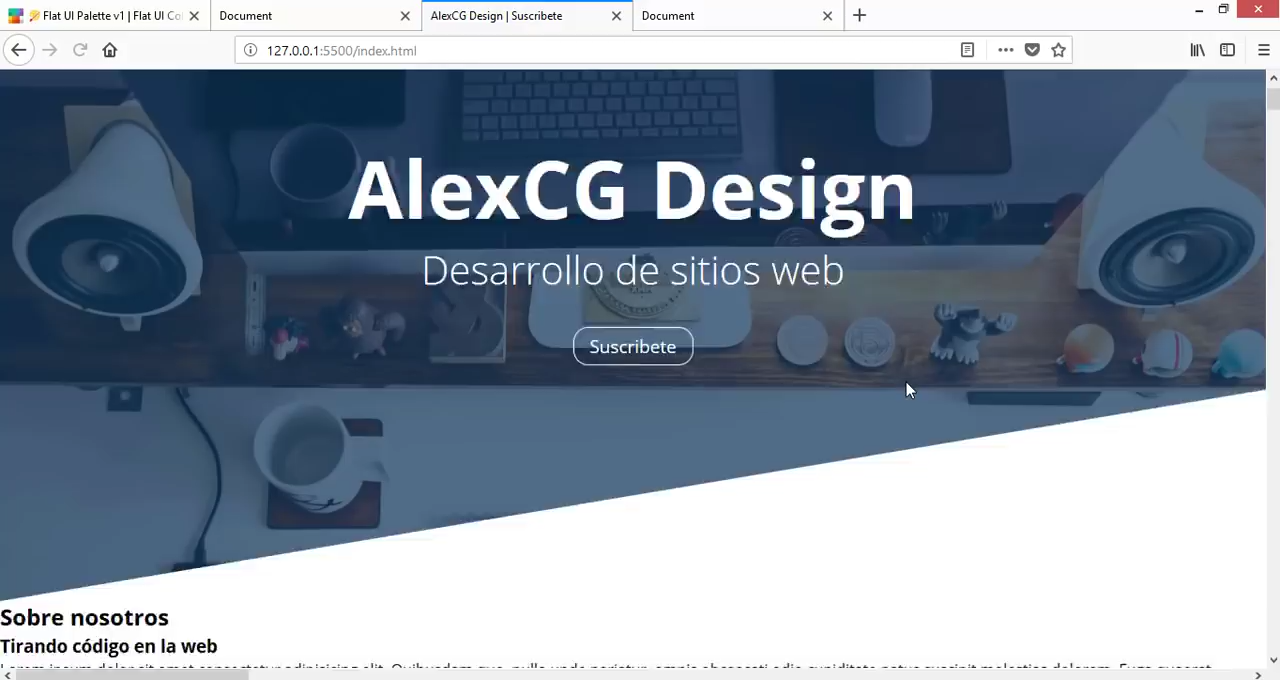 Flat UI Palette v1 | Flat UI Co
Document
AlexCG Design | Suscribete
Document
127.0.0.1:5500/index.html
AlexCG Design
Desarrollo de sitios web
Suscribete
Sobre nosotros
Tirando código en la web